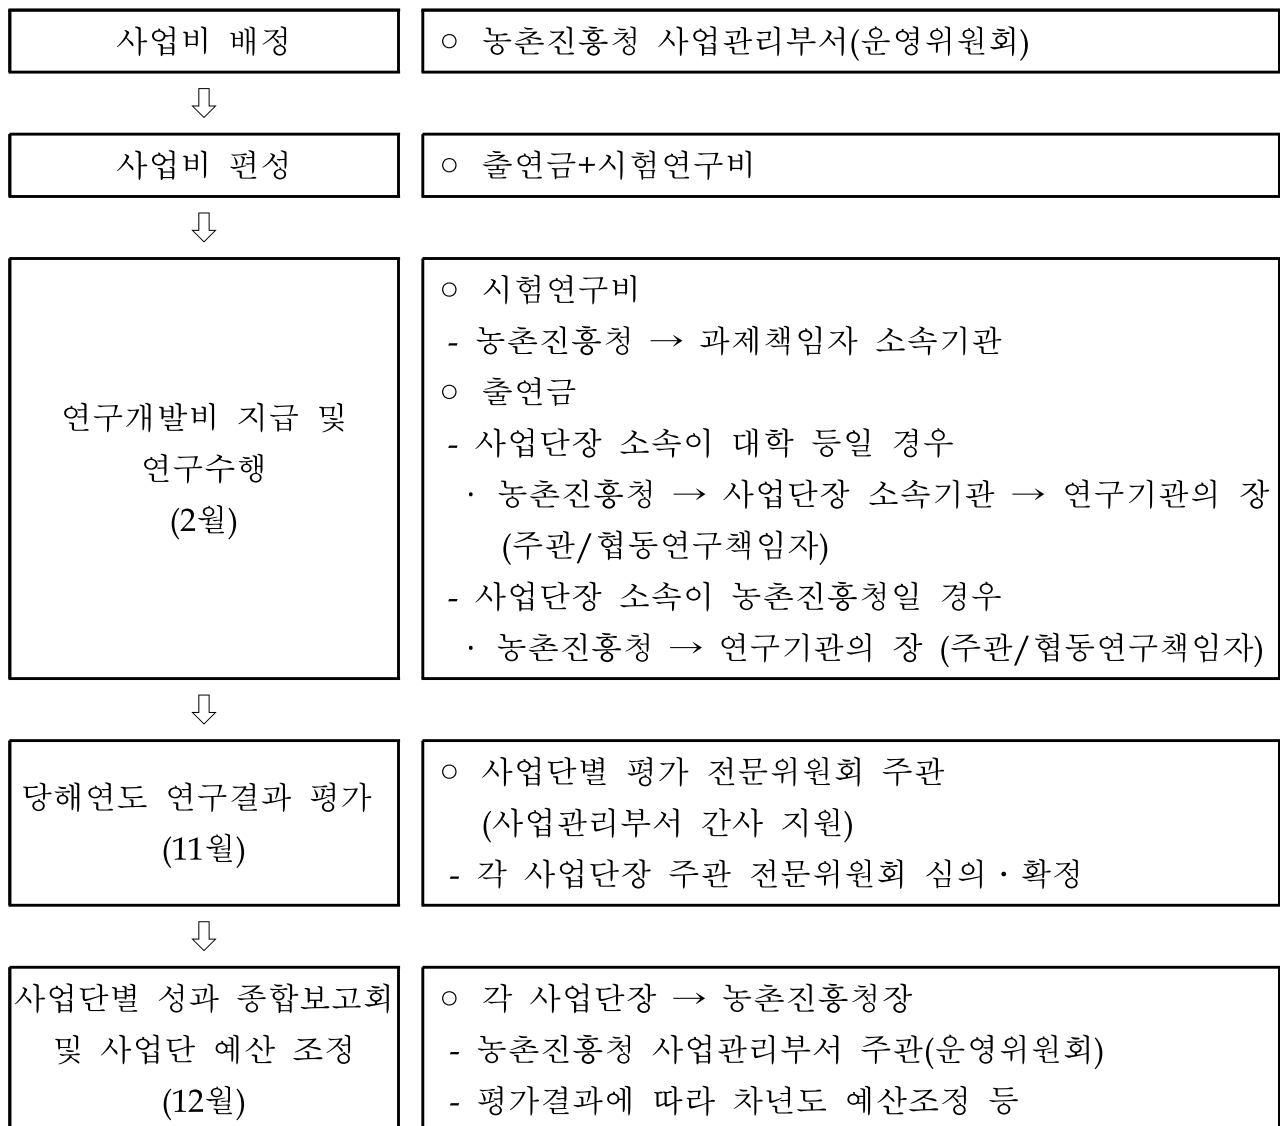 사업비 배정
○ 농촌진흥청 사업관리부서(운영위원회)
⇩
사업비 편성
○ 출연금+시험연구비
⇩
연구개발비 지급 및
연구수행
(2월)
○ 시험연구비
- 농촌진흥청 → 과제책임자 소속기관
○ 출연금
- 사업단장 소속이 대학 등일 경우
· 농촌진흥청 → 사업단장 소속기관 → 연구기관의 장
(주관/협동연구책임자)
- 사업단장 소속이 농촌진흥청일 경우
· 농촌진흥청 → 연구기관의 장 (주관/협동연구책임자)
⇩
당해연도 연구결과 평가
(11월)
○ 사업단별 평가 전문위원회 주관
(사업관리부서 간사 지원)
- 각 사업단장 주관 전문위원회 심의·확정
⇩
사업단별 성과 종합보고회
및 사업단 예산 조정
(12월)
○ 각 사업단장 → 농촌진흥청장
- 농촌진흥청 사업관리부서 주관(운영위원회)
- 평가결과에 따라 차년도 예산조정 등